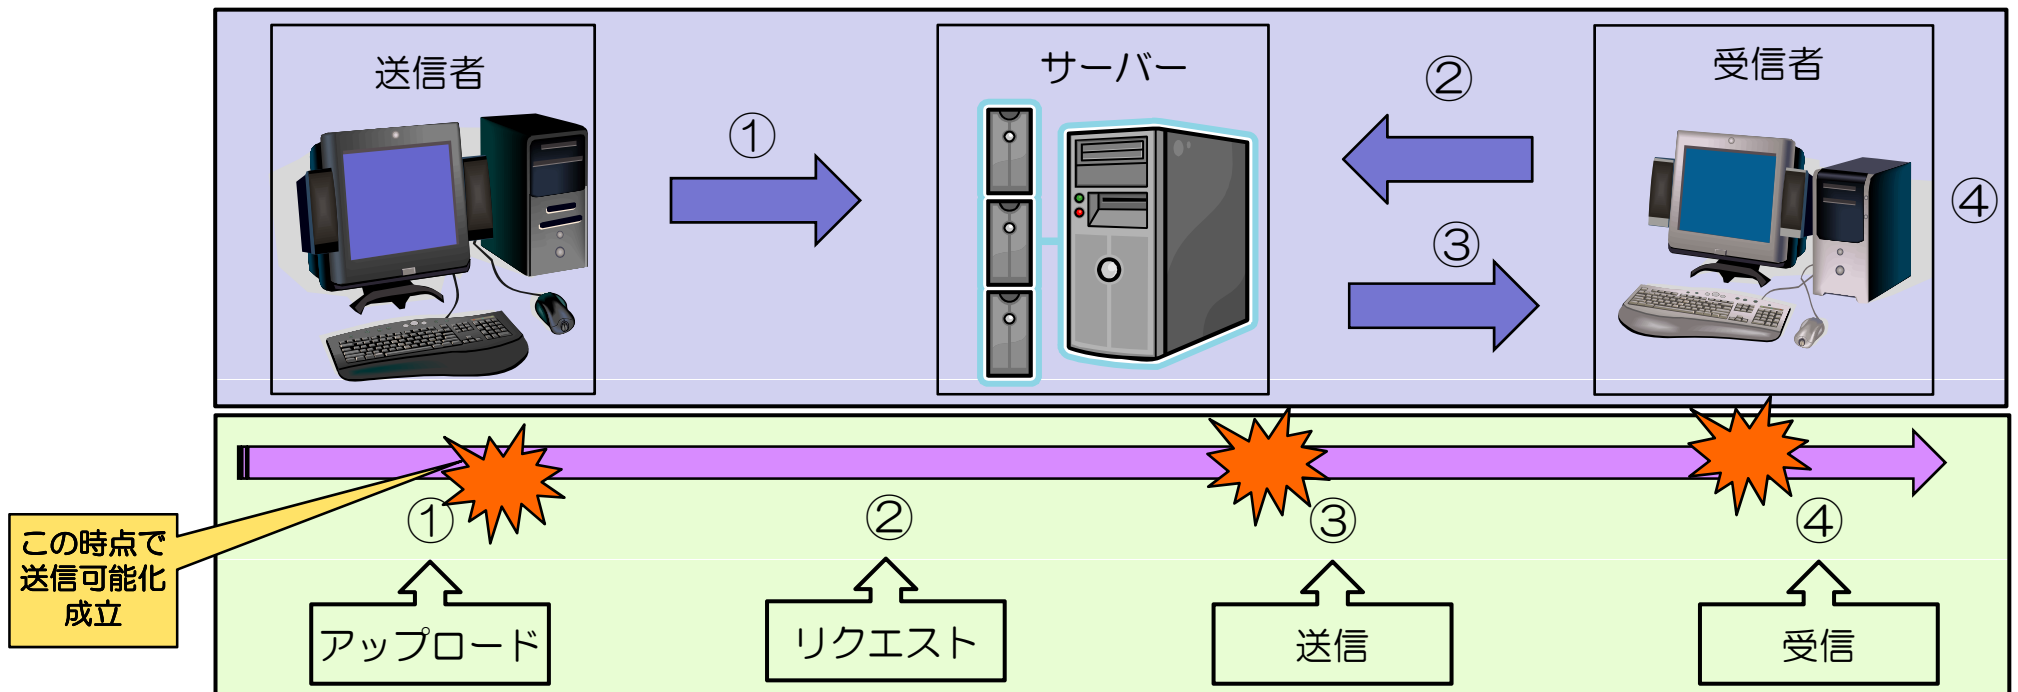 送信者
サーバー
受信者
①
②
③
④
①
②
③
④
この時点で
送信可能化
成立
アップロード
リクエスト
送信
受信